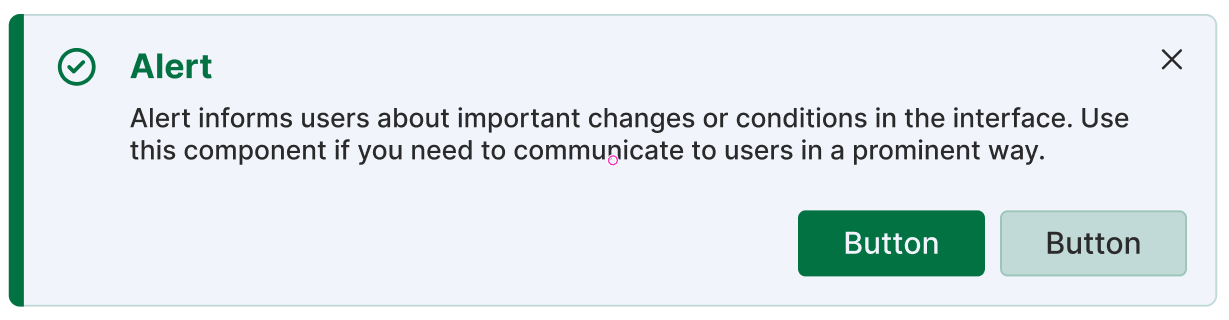 Alert
Alert informs users about important changes or conditions in the interface. Use
this component if you need to communicate to users in a prominent way.
Button Button